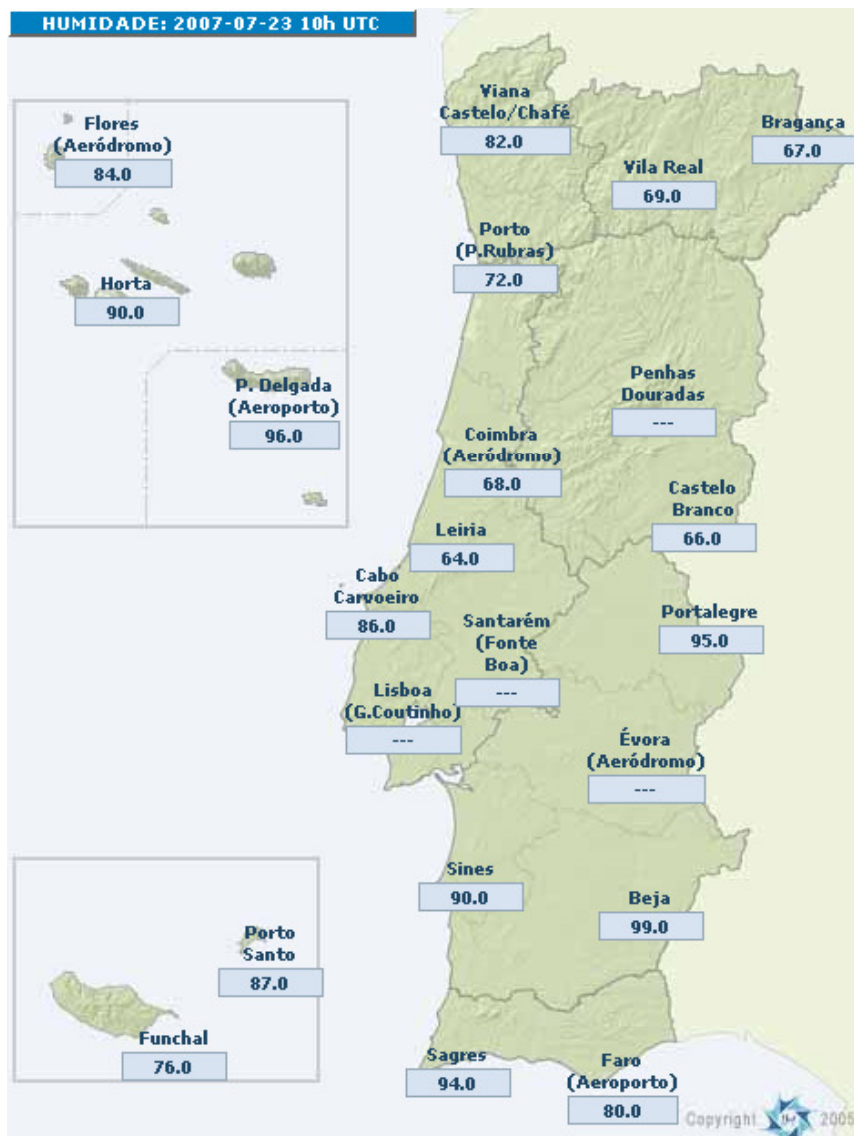 HUMIDADE: 2007-07-23 10h UTC
Flores
(Aeródromo)
84.0
Horta
90.0
P. Delgada
(Aeroporto)
96.0
Viana
Castelo/Chafé
82.0
Bragança
67.0
Vila Real
69.0
Porto
(P.Rubras)
72.0
Penhas
Douradas
---
Coimbra
(Aeródromo)
68.0
Castelo
Branco
66.0
Leiria
64.0
Cabo
Carvoeiro
86.0
Santarém
(Fonte
Boa)
---
Portalegre
95.0
Lisboa
(G.Coutinho)
---
Évora
(Aeródromo)
---
Sines
90.0
Beja
99.0
Porto
Santo
87.0
Funchal
76.0
Sagres
94.0
Faro
(Aeroporto)
80.0
Copyright 2005